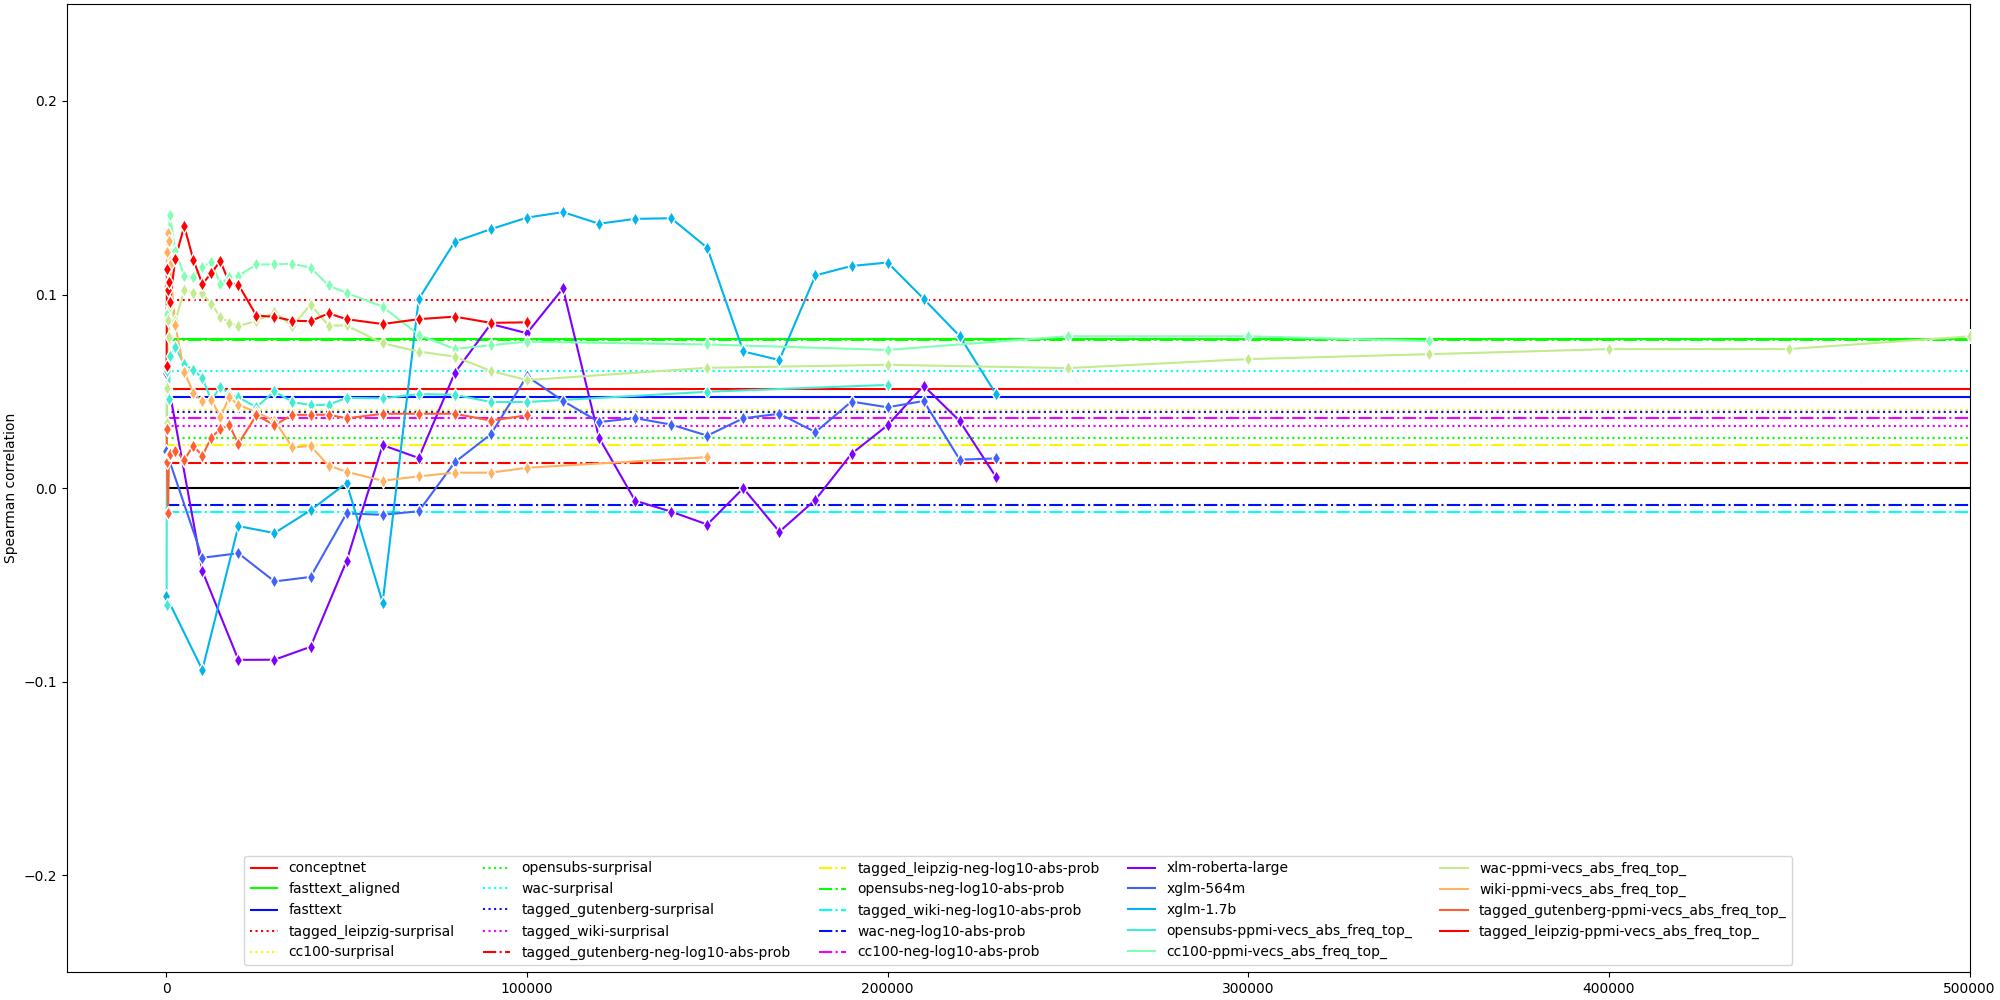 0.2
0.1
0.0
−0.1
−0.2
Spearman correlation
conceptnet
fasttext_aligned
fasttext
tagged_leipzig-surprisal
cc100-surprisal
opensubs-surprisal
wac-surprisal
tagged_gutenberg-surprisal
tagged_wiki-surprisal
tagged_gutenberg-neg-log10-abs-prob
tagged_leipzig-neg-log10-abs-prob
opensubs-neg-log10-abs-prob
tagged_wiki-neg-log10-abs-prob
wac-neg-log10-abs-prob
cc100-neg-log10-abs-prob
xlm-roberta-large
xglm-564m
xglm-1.7b
opensubs-ppmi-vecs_abs_freq_top_
cc100-ppmi-vecs_abs_freq_top_
wac-ppmi-vecs_abs_freq_top_
wiki-ppmi-vecs_abs_freq_top_
tagged_gutenberg-ppmi-vecs_abs_freq_top_
tagged_leipzig-ppmi-vecs_abs_freq_top_
0 100000 200000 300000 400000 500000